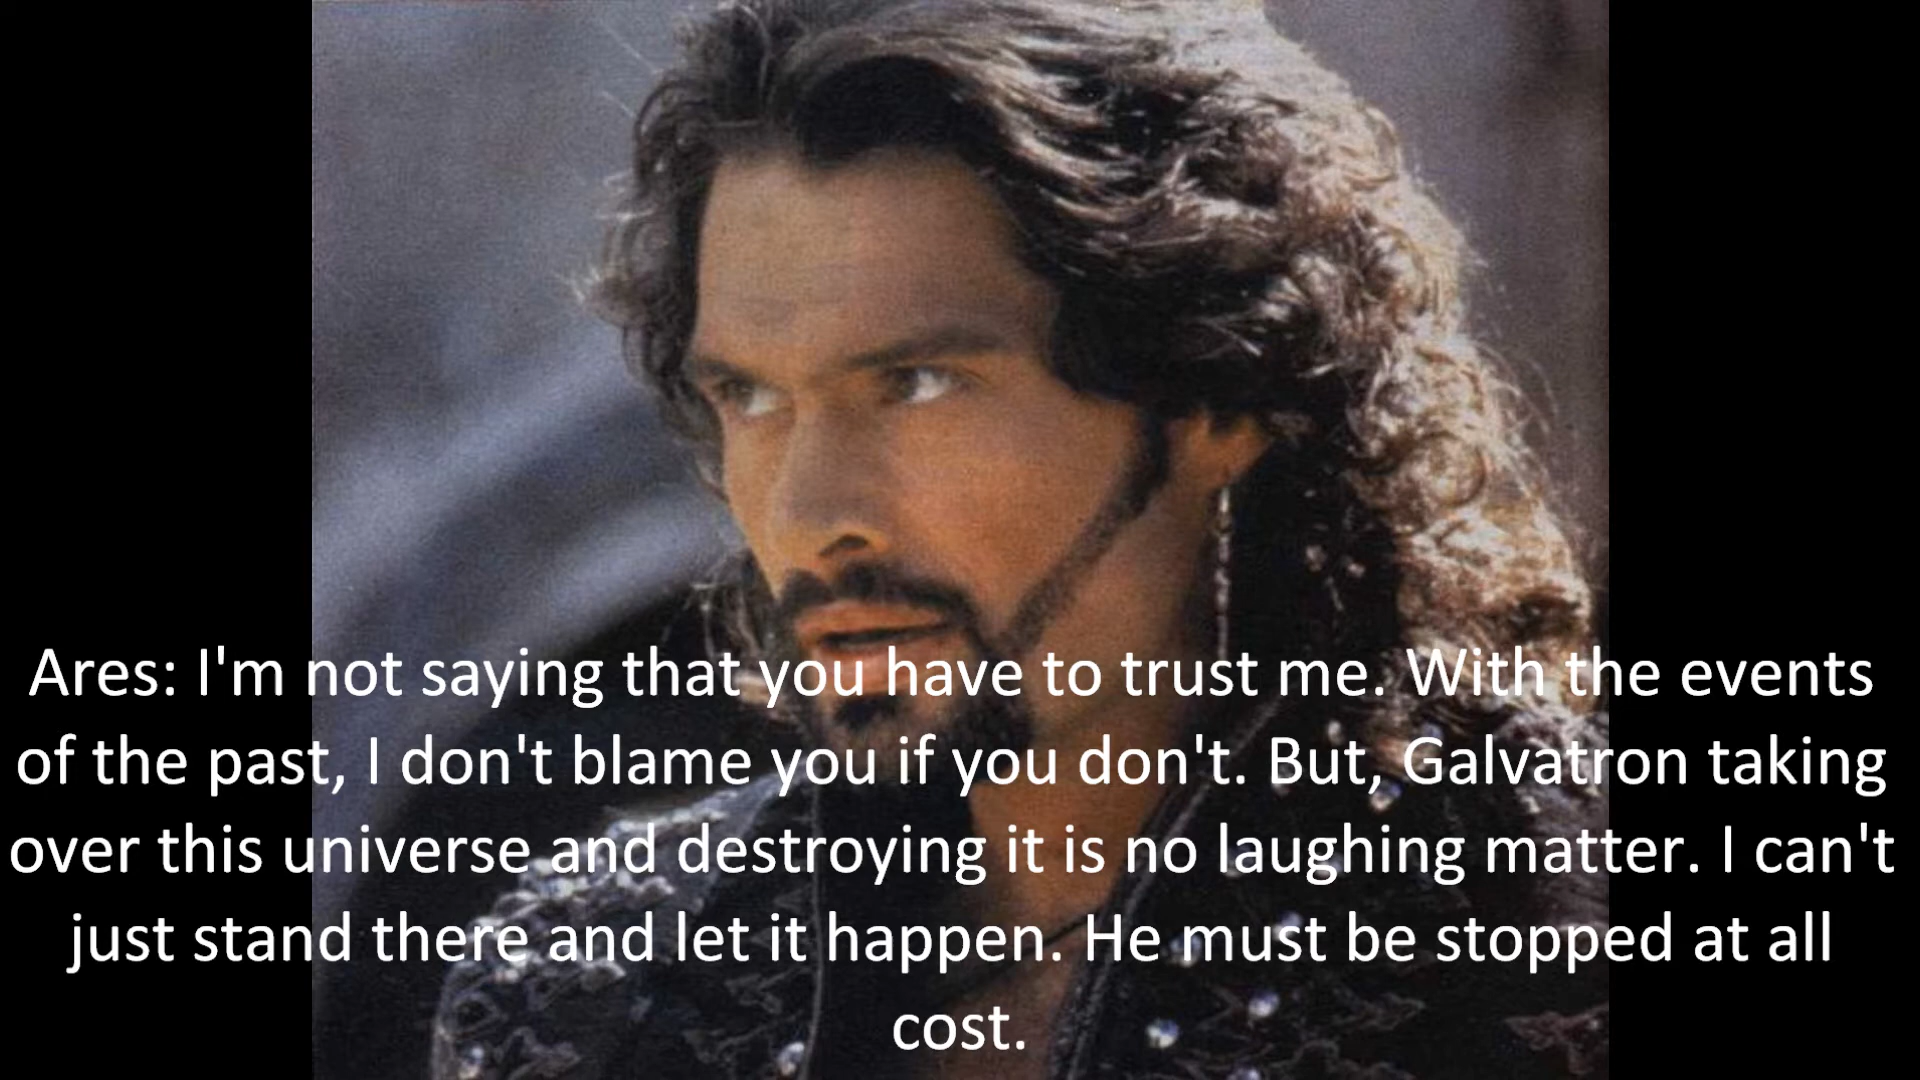 Ares: I'm not saying that you have to trust me. With the events
of the past, I don't blame you if you don't. But, Galvatron taking
over this universe and destroying it is no laughing matter. I can't
just stand there and let it happen. He must be stopped at all
cost.